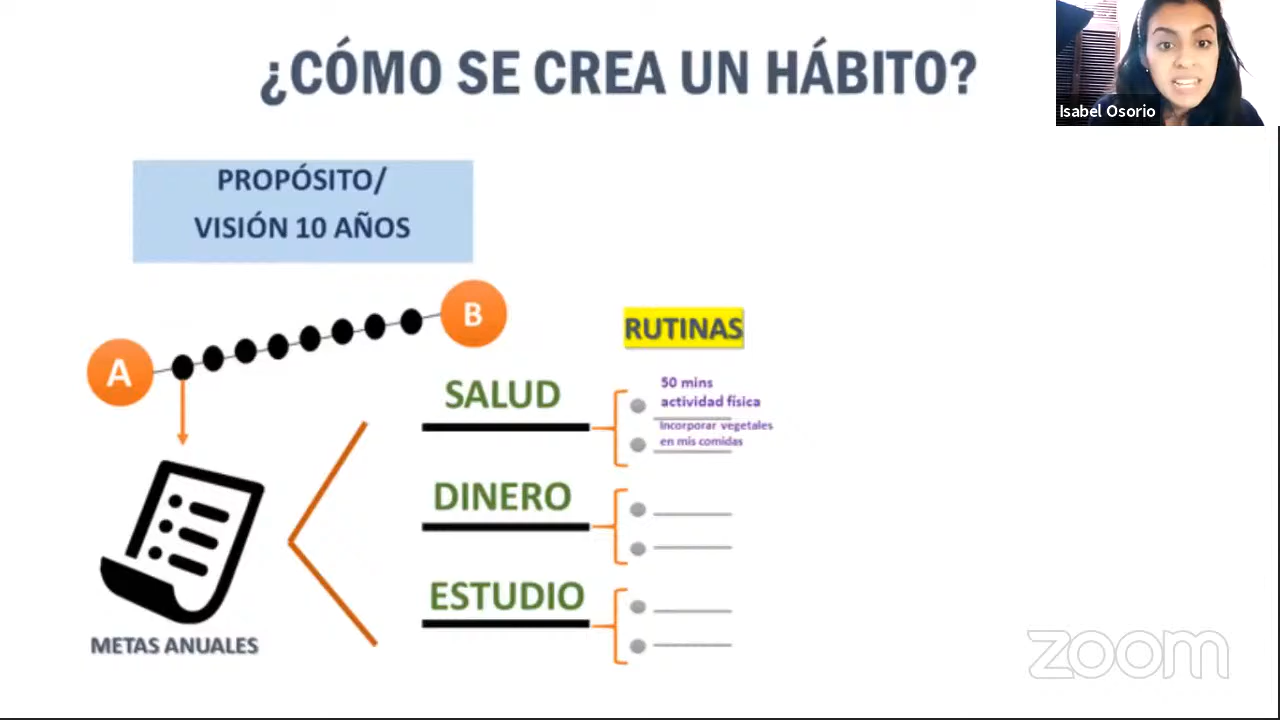 ¿CÓMO SE CREA UN HÁBITO?
Isabel Osorio
PROPÓSITO/
VISIÓN 10 AÑOS
A
B
RUTINAS
SALUD
50 mins
actividad física
Incorporar vegetales
en mis comidas
DINERO
ESTUDIO
METAS ANUALES
zoom